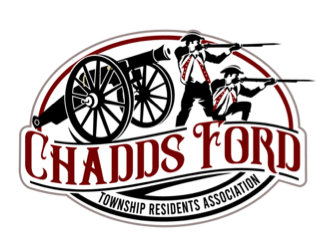 CHADDS FORD
TOWNSHIP RESIDENTS ASSOCIATION